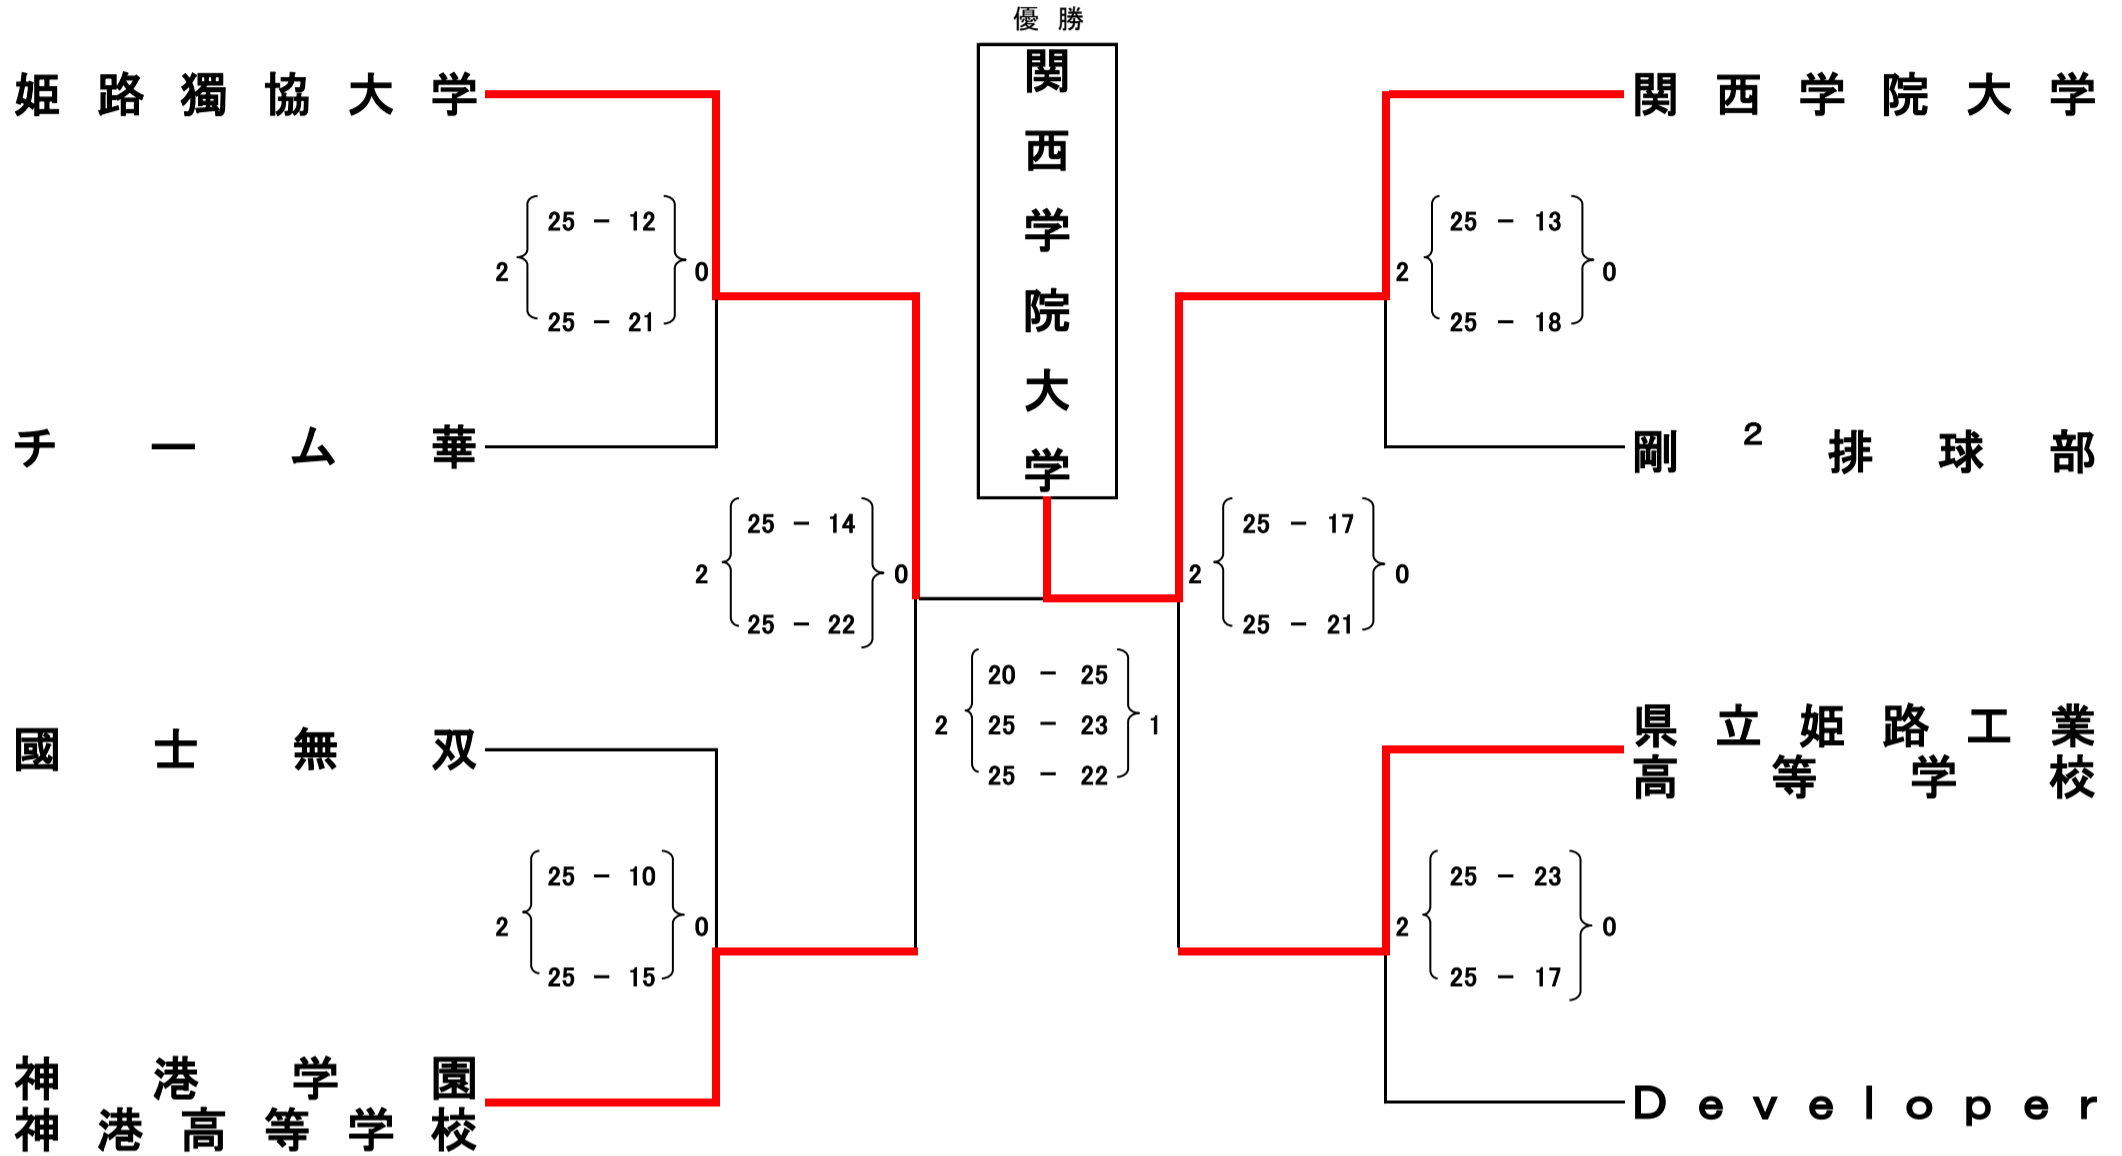 優 勝
関西学院大学
姫路獨協大学
チーム華
國士無双
神港学園
神港高等学校
関西学院大学
剛²排球部
県立姫路工業
高等学校
Developer
25 － 12
2 0
25 － 21
25 － 14
2 0
25 － 22
25 － 10
2 0
25 － 15
20 － 25
2 25 － 23 1
25 － 22
25 － 13
2 0
25 － 18
25 － 17
2 0
25 － 21
25 － 23
2 0
25 － 17